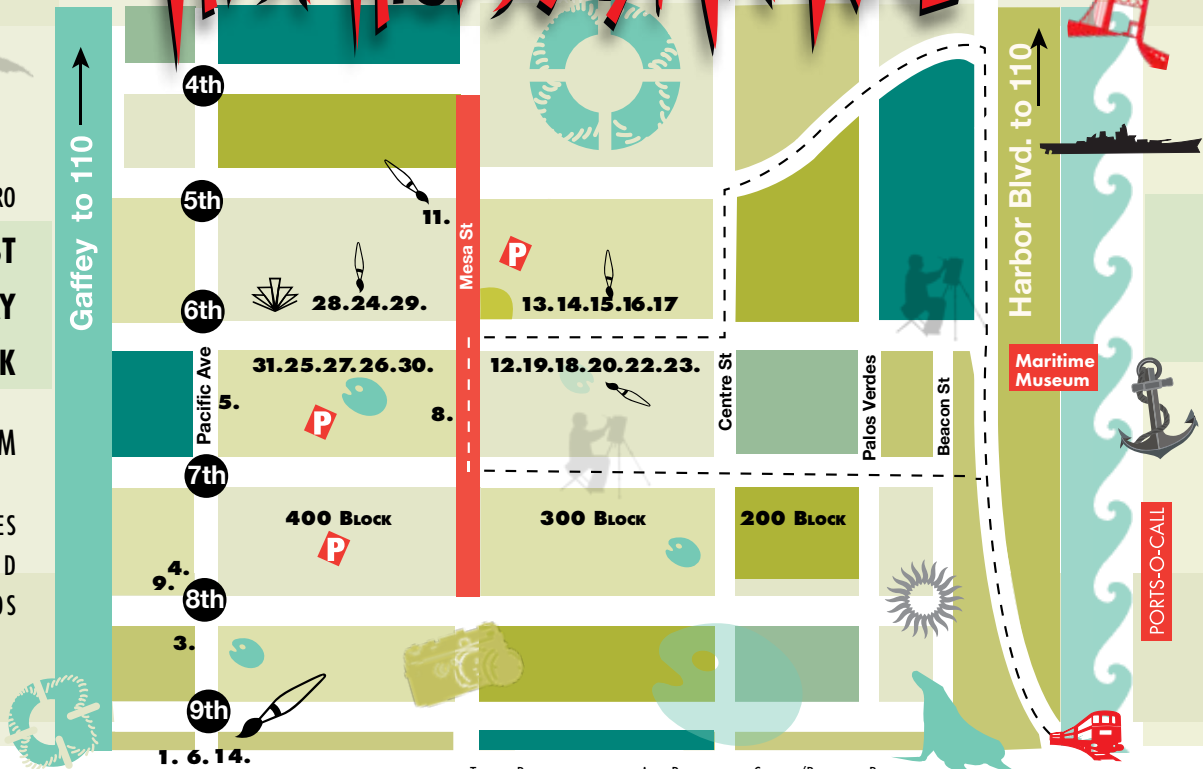 4th
Gaffey to 110
Harbor Blvd. to 110
RO
5th
11.
ST
Mesa St
P
RY
28.24.29.
13.14.15.16.17
6th
K
31.25.27.26.30.
12.19.18.20.22.23.
Maritime
Museum
Pacific Ave
Centre St
Palos Verdes
Beacon St
5.
8.
P
M
7th
400 Block
300 Block
200 Block
ES
P
D
4.
9.
8th
OS
PORTS-O-CALL
3.
9th
1. 6. 14.